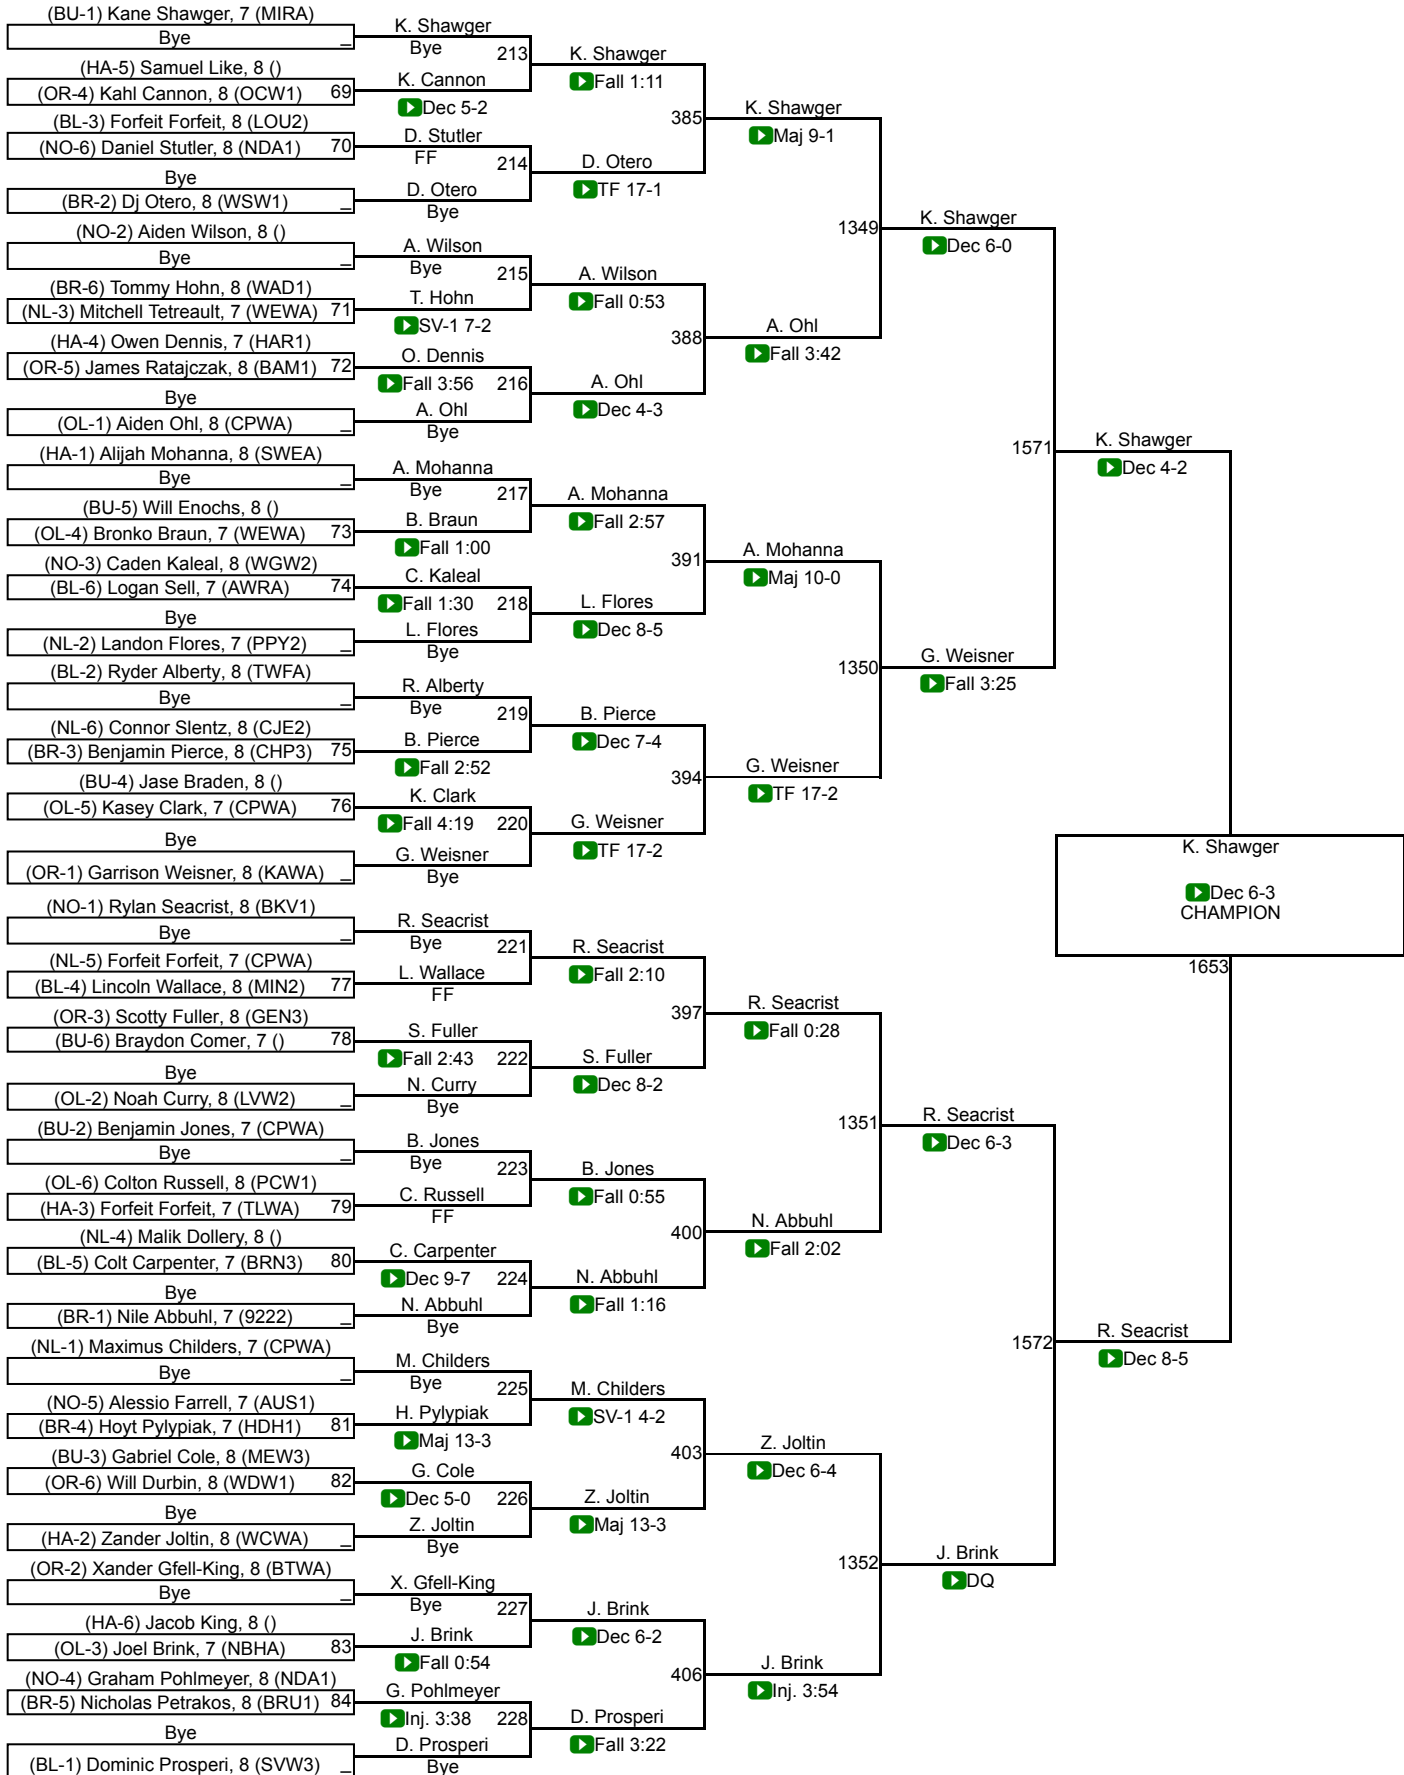 (BU-1) Kane Shawger, 7 (MIRA)
Bye _
(HA-5) Samuel Like, 8 ()
(OR-4) Kahl Cannon, 8 (OCW1) 69
(BL-3) Forfeit Forfeit, 8 (LOU2)
(NO-6) Daniel Stutler, 8 (NDA1) 70
Bye
(BR-2) Dj Otero, 8 (WSW1) _
(NO-2) Aiden Wilson, 8 ()
Bye _
(BR-6) Tommy Hohn, 8 (WAD1)
(NL-3) Mitchell Tetreault, 7 (WEWA) 71
(HA-4) Owen Dennis, 7 (HAR1)
(OR-5) James Ratajczak, 8 (BAM1) 72
Bye
(OL-1) Aiden Ohl, 8 (CPWA) _
(HA-1) Alijah Mohanna, 8 (SWEA)
Bye _
(BU-5) Will Enochs, 8 ()
(OL-4) Bronko Braun, 7 (WEWA) 73
(NO-3) Caden Kaleal, 8 (WGW2)
(BL-6) Logan Sell, 7 (AWRA) 74
Bye
(NL-2) Landon Flores, 7 (PPY2) _
(BL-2) Ryder Alberty, 8 (TWFA)
Bye _
(NL-6) Connor Slentz, 8 (CJE2)
(BR-3) Benjamin Pierce, 8 (CHP3) 75
(BU-4) Jase Braden, 8 ()
(OL-5) Kasey Clark, 7 (CPWA) 76
Bye
(OR-1) Garrison Weisner, 8 (KAWA) _
(NO-1) Rylan Seacrist, 8 (BKV1)
Bye _
(NL-5) Forfeit Forfeit, 7 (CPWA)
(BL-4) Lincoln Wallace, 8 (MIN2) 77
(OR-3) Scotty Fuller, 8 (GEN3)
(BU-6) Braydon Comer, 7 () 78
Bye
(OL-2) Noah Curry, 8 (LVW2) _
(BU-2) Benjamin Jones, 7 (CPWA)
Bye _
(OL-6) Colton Russell, 8 (PCW1)
(HA-3) Forfeit Forfeit, 7 (TLWA) 79
(NL-4) Malik Dollery, 8 ()
(BL-5) Colt Carpenter, 7 (BRN3) 80
Bye
(BR-1) Nile Abbuhl, 7 (9222) _
(NL-1) Maximus Childers, 7 (CPWA)
Bye _
(NO-5) Alessio Farrell, 7 (AUS1)
(BR-4) Hoyt Pylypiak, 7 (HDH1) 81
(BU-3) Gabriel Cole, 8 (MEW3)
(OR-6) Will Durbin, 8 (WDW1) 82
Bye
(HA-2) Zander Joltin, 8 (WCWA) _
(OR-2) Xander Gfell-King, 8 (BTWA)
Bye _
(HA-6) Jacob King, 8 ()
(OL-3) Joel Brink, 7 (NBHA) 83
(NO-4) Graham Pohlmeyer, 8 (NDA1)
(BR-5) Nicholas Petrakos, 8 (BRU1) 84
Bye
(BL-1) Dominic Prosperi, 8 (SVW3) _
K. Shawger
Bye 213
K. Cannon
Dec 5-2
D. Stutler
FF 214
D. Otero
Bye
A. Wilson
Bye 215
T. Hohn
SV-1 7-2
O. Dennis
Fall 3:56 216
A. Ohl
Bye
A. Mohanna
Bye 217
B. Braun
Fall 1:00
C. Kaleal
Fall 1:30 218
L. Flores
Bye
R. Alberty
Bye 219
B. Pierce
Fall 2:52
K. Clark
Fall 4:19 220
G. Weisner
Bye
R. Seacrist
Bye 221
L. Wallace
FF
S. Fuller
Fall 2:43 222
N. Curry
Bye
B. Jones
Bye 223
C. Russell
FF
C. Carpenter
Dec 9-7 224
N. Abbuhl
Bye
M. Childers
Bye 225
H. Pylypiak
Maj 13-3
G. Cole
Dec 5-0 226
Z. Joltin
Bye
X. Gfell-King
Bye 227
J. Brink
Fall 0:54
G. Pohlmeyer
Inj. 3:38 228
D. Prosperi
Bye
K. Shawger
Fall 1:11
385
D. Otero
TF 17-1
A. Wilson
Fall 0:53
388
A. Ohl
Dec 4-3
A. Mohanna
Fall 2:57
391
L. Flores
Dec 8-5
B. Pierce
Dec 7-4
394
G. Weisner
TF 17-2
R. Seacrist
Fall 2:10
397
S. Fuller
Dec 8-2
B. Jones
Fall 0:55
400
N. Abbuhl
Fall 1:16
M. Childers
SV-1 4-2
403
Z. Joltin
Maj 13-3
J. Brink
Dec 6-2
406
D. Prosperi
Fall 3:22
K. Shawger
Maj 9-1
1349
A. Ohl
Fall 3:42
A. Mohanna
Maj 10-0
1350
G. Weisner
TF 17-2
R. Seacrist
Fall 0:28
1351
N. Abbuhl
Fall 2:02
Z. Joltin
Dec 6-4
1352
J. Brink
Inj. 3:54
K. Shawger
Dec 6-0
1571
G. Weisner
Fall 3:25
R. Seacrist
Dec 6-3
1572
J. Brink
DQ
K. Shawger
Dec 4-2
R. Seacrist
Dec 8-5
K. Shawger
Dec 6-3
CHAMPION
1653